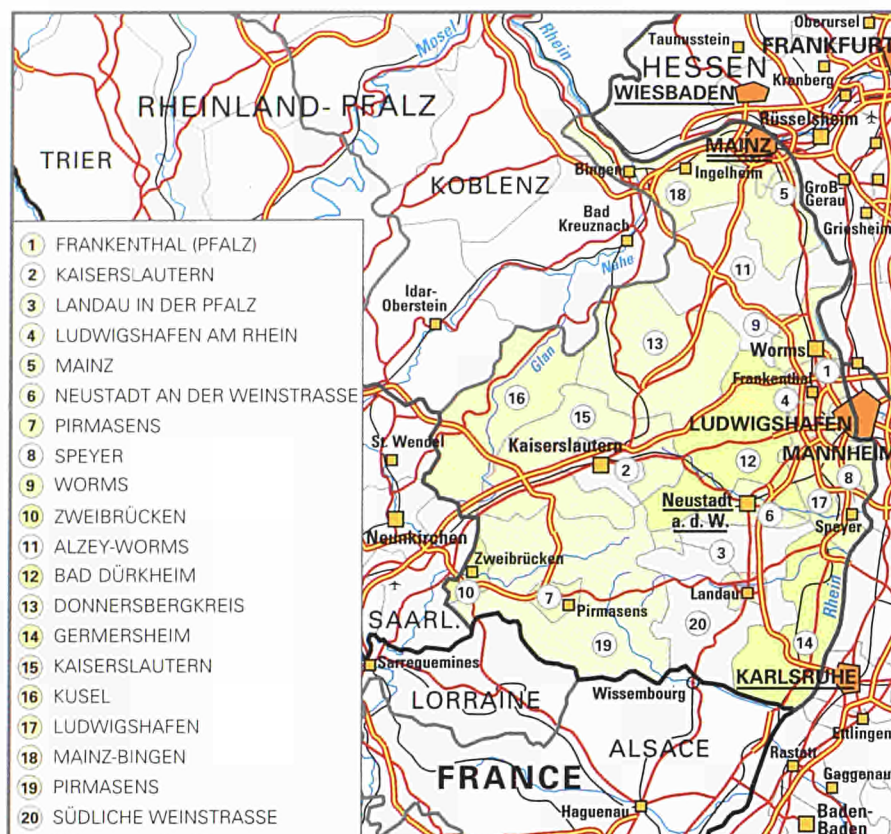 Mosel
Rhein
Oberursel
Taunusstein
FRANKFURT
HESSEN
Kranberg
WIESBADEN
RHEINLAND-PFALZ
Rüsselsheim
MAINZ
TRIER
Bingen
Ingelheim
KOBLENZ
18
5
GROß-
GERAU
Bad
Kreuznach
Griesheim
Nahe
11
Idar-
Oberstein
9
13
Worms
Glan
1
Frankenthal
16
4
15
LUDWIGSHAFEN
St. Wendel
Kaiserslautern
MANNHEIM
2
12
8
Neustadt
a. d. W.
6
17
Speyer
Neunkirchen
3
Zweibrücken
10
7
Pirmasens
Landau
Rhein
SAARL.
20
19
14
Sarreguemines
KARLSRUHE
Wissembourg
LORRAINE
Ettlingen
ALSACE
Rastatt
FRANCE
Gaggenau
Haguenau
Baden-
Baden
1 FRANKENTHAL (PFALZ)
2 KAISERSLAUTERN
3 LANDAU IN DER PFALZ
4 LUDWIGSHAFEN AM RHEIN
5 MAINZ
6 NEUSTADT AN DER WEINSTRASSE
7 PIRMASENS
8 SPEYER
9 WORMS
10 ZWEIBRÜCKEN
11 ALZEY-WORMS
12 BAD DÜRKHEIM
13 DONNERSBERGKREIS
14 GERMERSHEIM
15 KAISERSLAUTERN
16 KUSEL
17 LUDWIGSHAFEN
18 MAINZ-BINGEN
19 PIRMASENS
20 SÜDLICHE WEINSTRASSE